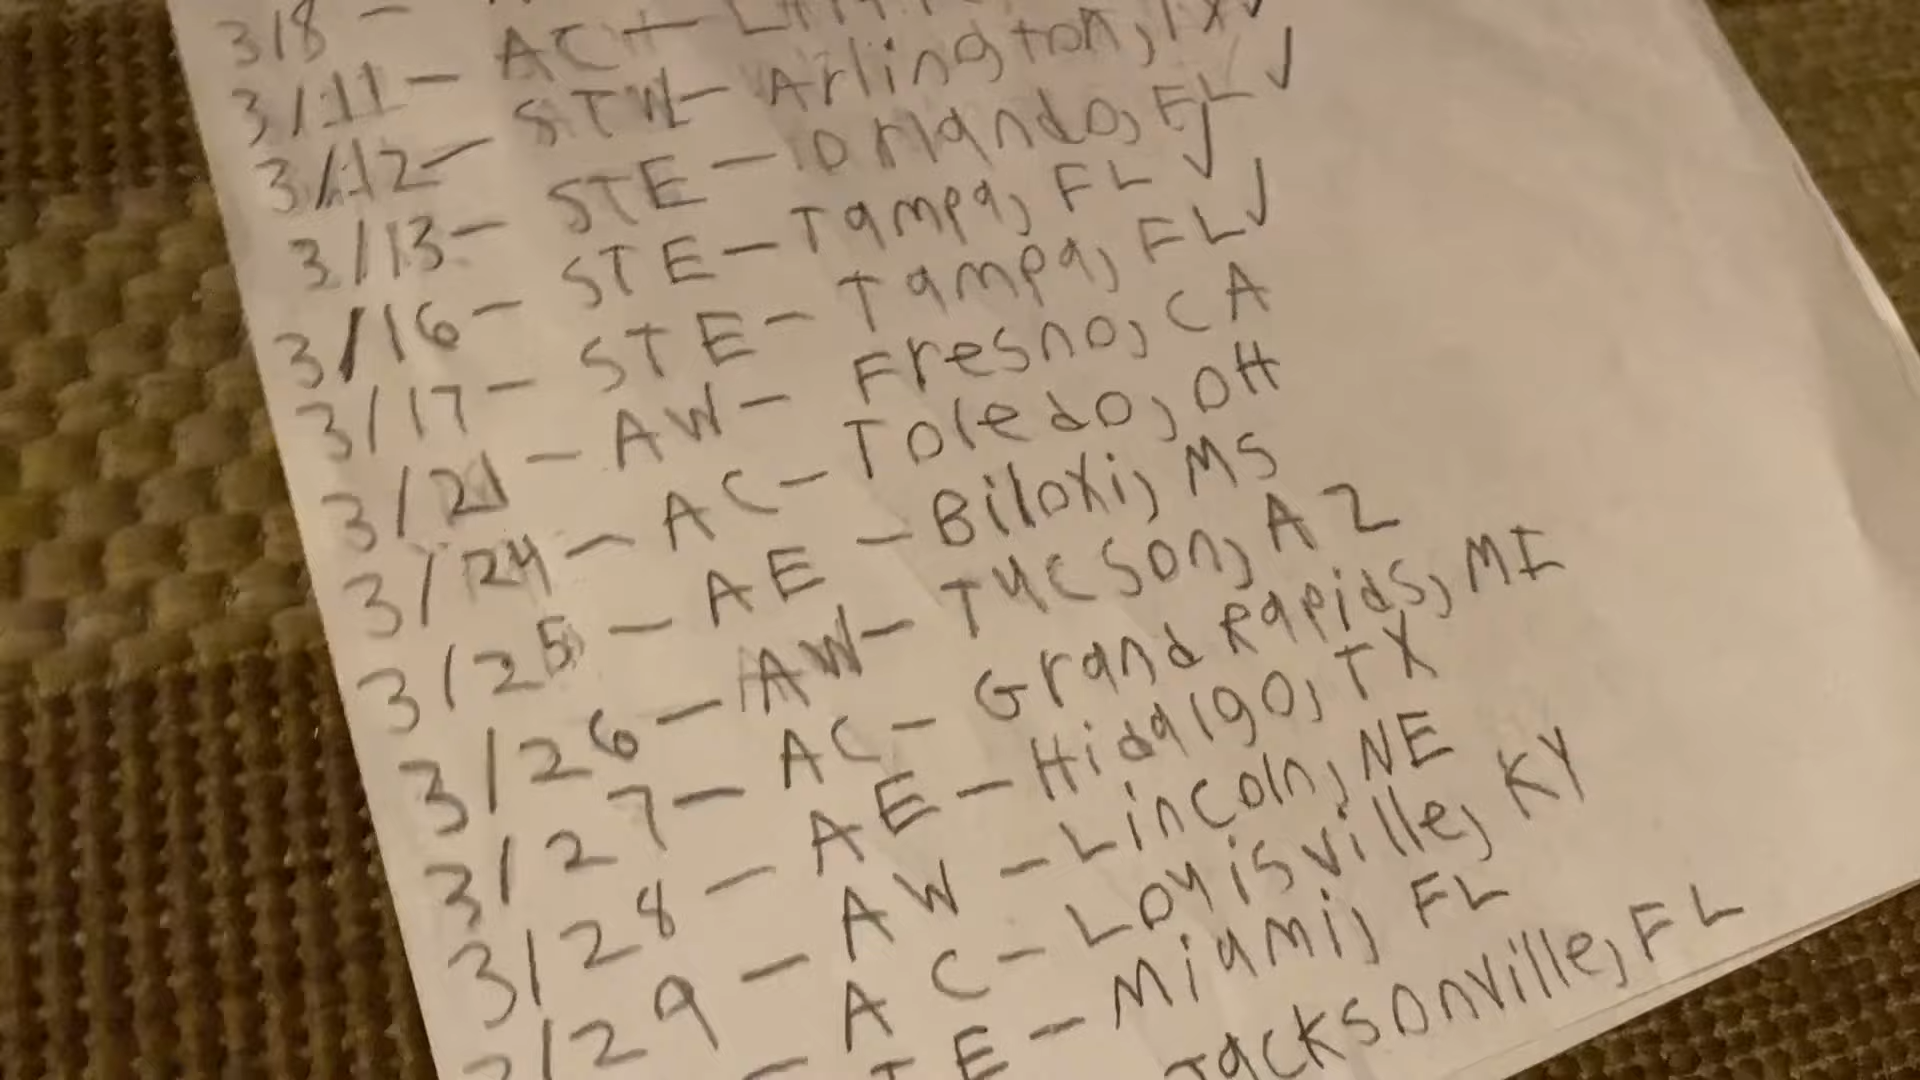 3/8 -
3/11 - AC -
3/12 - STW - Arlington, TX ✓
3/13 - STE - Orlando, FL ✓
3/16 - STE - Tampa, FL ✓
3/17 - STE - Tampa, FL ✓
3/21 - AW - Fresno, CA
3/24 - AC - Toledo, OH
3/25 - AE - Biloxi, MS
3/26 - AW - Tucson, AZ
3/27 - AC - Grand Rapids, MI
3/28 - AE - Hidalgo, TX
3/29 - AW - Lincoln, NE
- AC - Louisville, KY
- Miami, FL
Jacksonville, FL